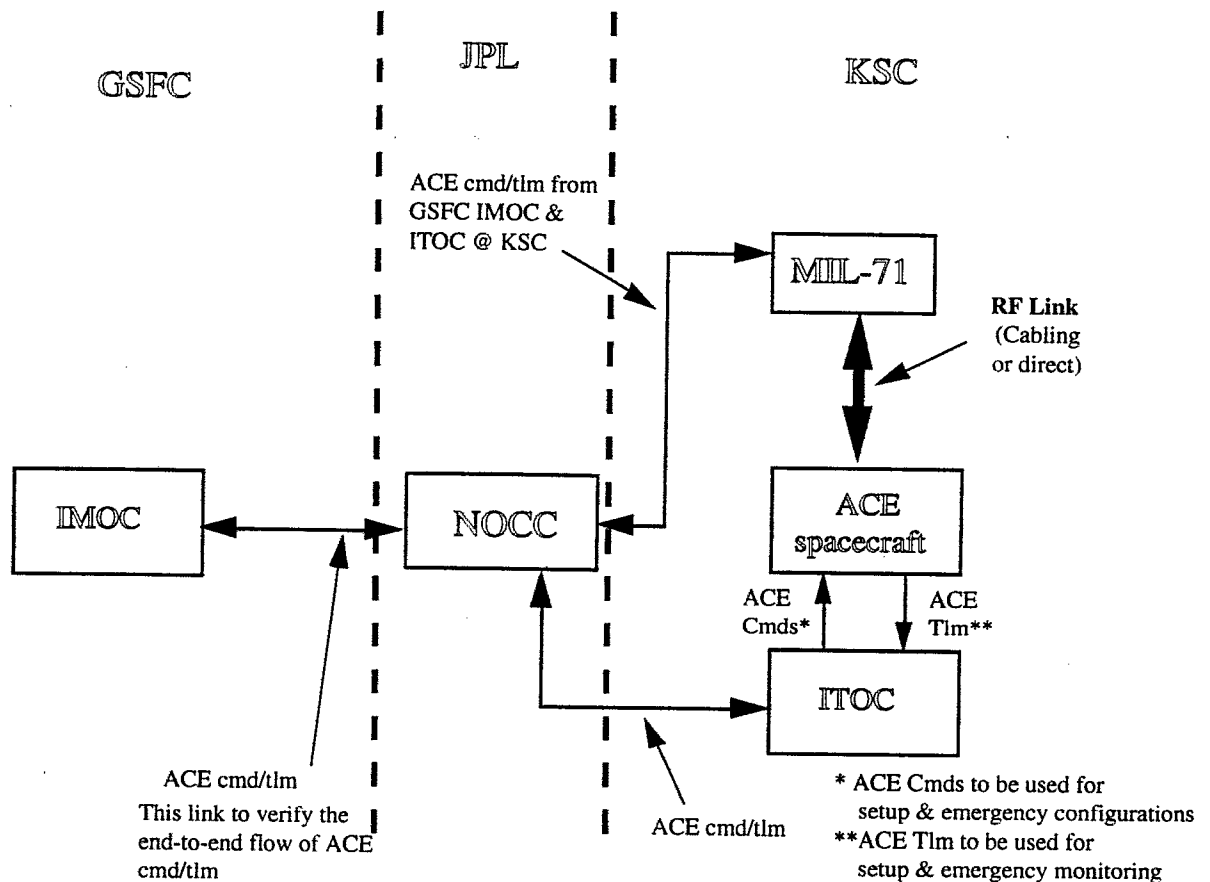 GSFC
JPL
KSC
ACE cmd/tlm from
GSFC IMOC &
ITOC @ KSC
MIL-71
RF Link
(Cabling
or direct)
IMOC
NOCC
ACE
spacecraft
ACE
Cmds*
ACE
Tlm**
ITOC
ACE cmd/tlm
This link to verify the
end-to-end flow of ACE
cmd/tlm
ACE cmd/tlm
* ACE Cmds to be used for
setup & emergency configurations
**ACE Tlm to be used for
setup & emergency monitoring